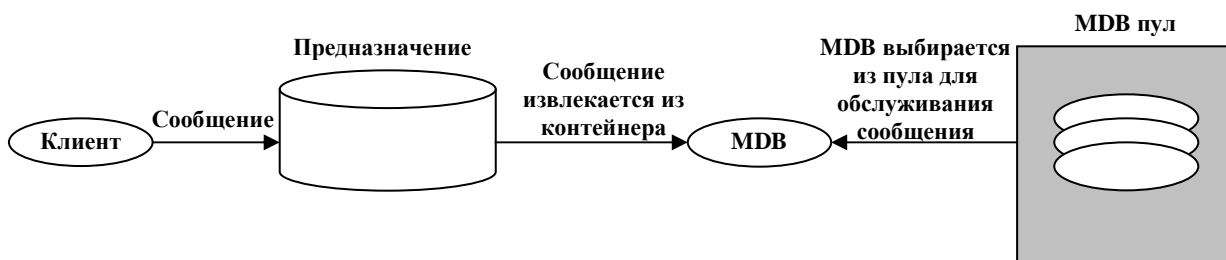 Клиент
Сообщение
Предназначение
Сообщение
извлекается из
контейнера
MDB
MDB выбирается
из пула для
обслуживания
сообщения
MDB пул